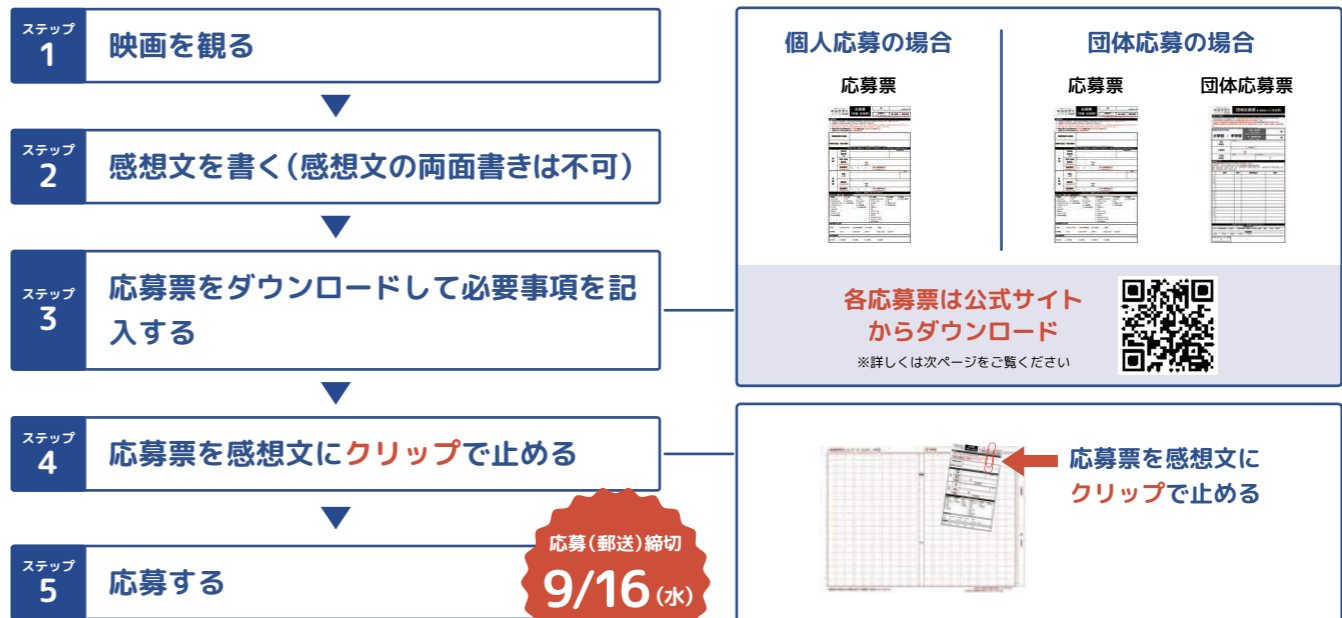 ステップ
1
映画を観る
ステップ
2
感想文を書く(感想文の両面書きは不可)
ステップ
3
応募票をダウンロードして必要事項を記
入する
ステップ
4
応募票を感想文にクリップで止める
ステップ
5
応募する
応募(郵送)締切
9/16(水)
個人応募の場合
応募票
団体応募の場合
応募票
団体応募票
各応募票は公式サイト
からダウンロード
※詳しくは次ページをご覧ください
応募票を感想文に
クリップで止める